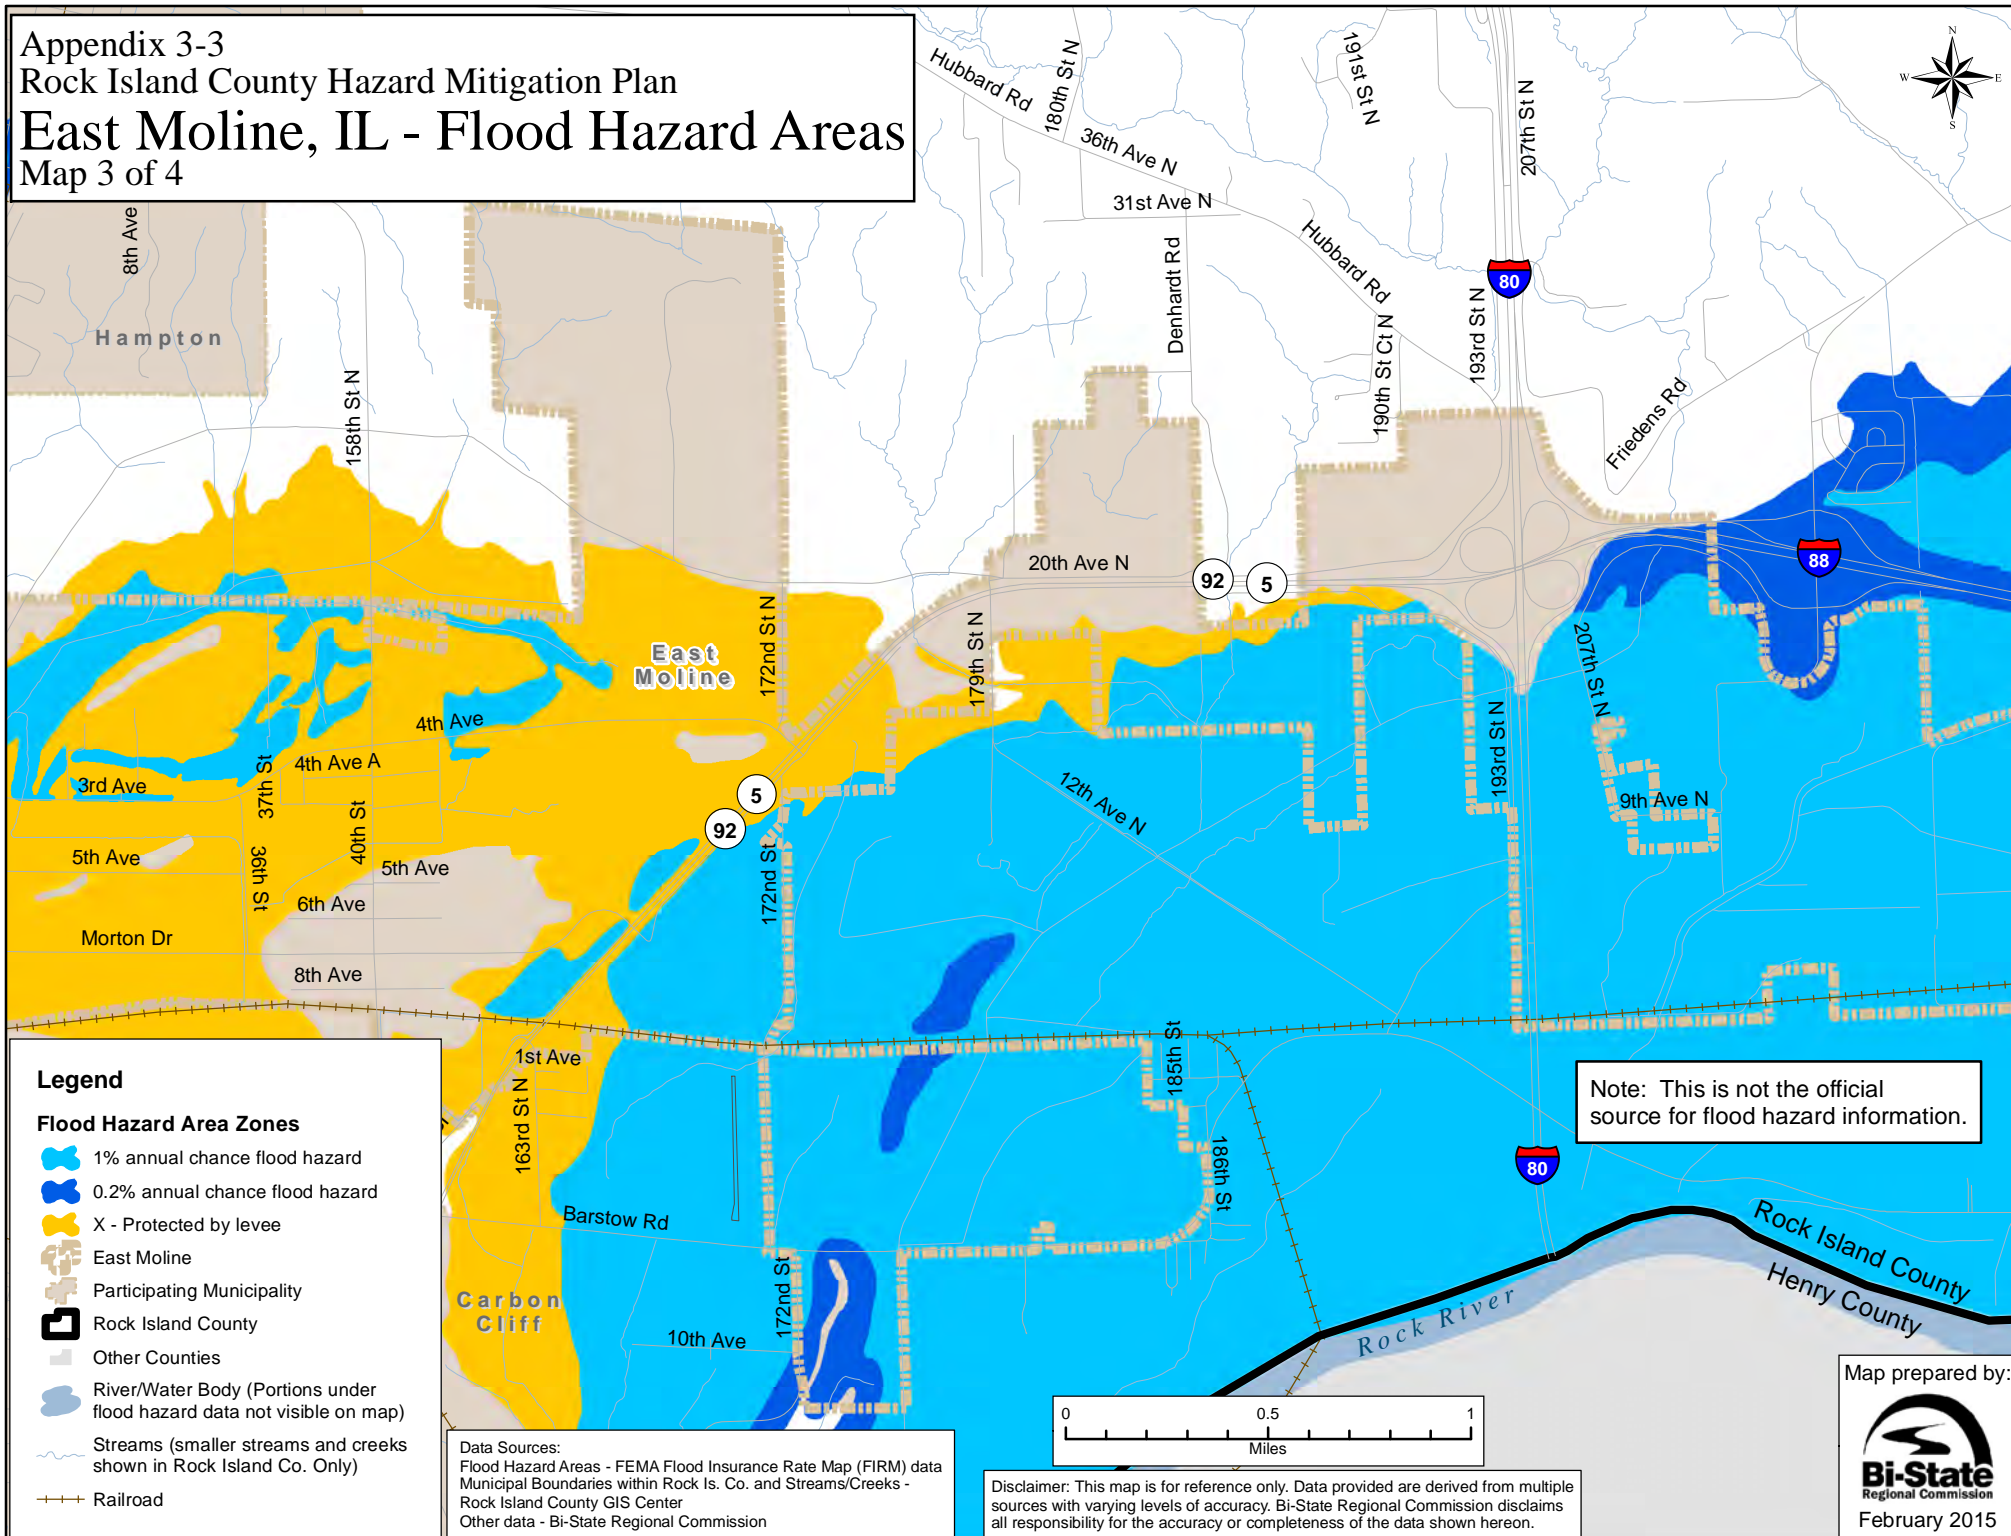 Appendix 3-3
Rock Island County Hazard Mitigation Plan
East Moline, IL - Flood Hazard Areas
Map 3 of 4
N
W
E
S
Hubbard Rd
180th St N
191st St N
207th St N
36th Ave N
31st Ave N
8th Ave
Denhardt Rd
Hubbard Rd
80
193rd St N
Hampton
190th St Ct N
158th St N
Friedens Rd
20th Ave N
92
5
88
172nd St N
179th St N
East
Moline
207th St N
4th Ave
37th St
4th Ave A
3rd Ave
193rd St N
12th Ave N
9th Ave N
5
92
40th St
5th Ave
5th Ave
36th St
172nd St
6th Ave
Morton Dr
8th Ave
1st Ave
185th St
163rd St N
186th St
Barstow Rd
80
172nd St
Carbon
Cliff
10th Ave
Rock Island County
Henry County
Rock River
Note: This is not the official
source for flood hazard information.
Legend
Flood Hazard Area Zones
1% annual chance flood hazard
0.2% annual chance flood hazard
X - Protected by levee
East Moline
Participating Municipality
Rock Island County
Other Counties
River/Water Body (Portions under
flood hazard data not visible on map)
Streams (smaller streams and creeks
shown in Rock Island Co. Only)
Railroad
Data Sources:
Flood Hazard Areas - FEMA Flood Insurance Rate Map (FIRM) data
Municipal Boundaries within Rock Is. Co. and Streams/Creeks -
Rock Island County GIS Center
Other data - Bi-State Regional Commission
0 0.5 1
Miles
Disclaimer: This map is for reference only. Data provided are derived from multiple
sources with varying levels of accuracy. Bi-State Regional Commission disclaims
all responsibility for the accuracy or completeness of the data shown hereon.
Map prepared by:
Bi-State
Regional Commission
February 2015